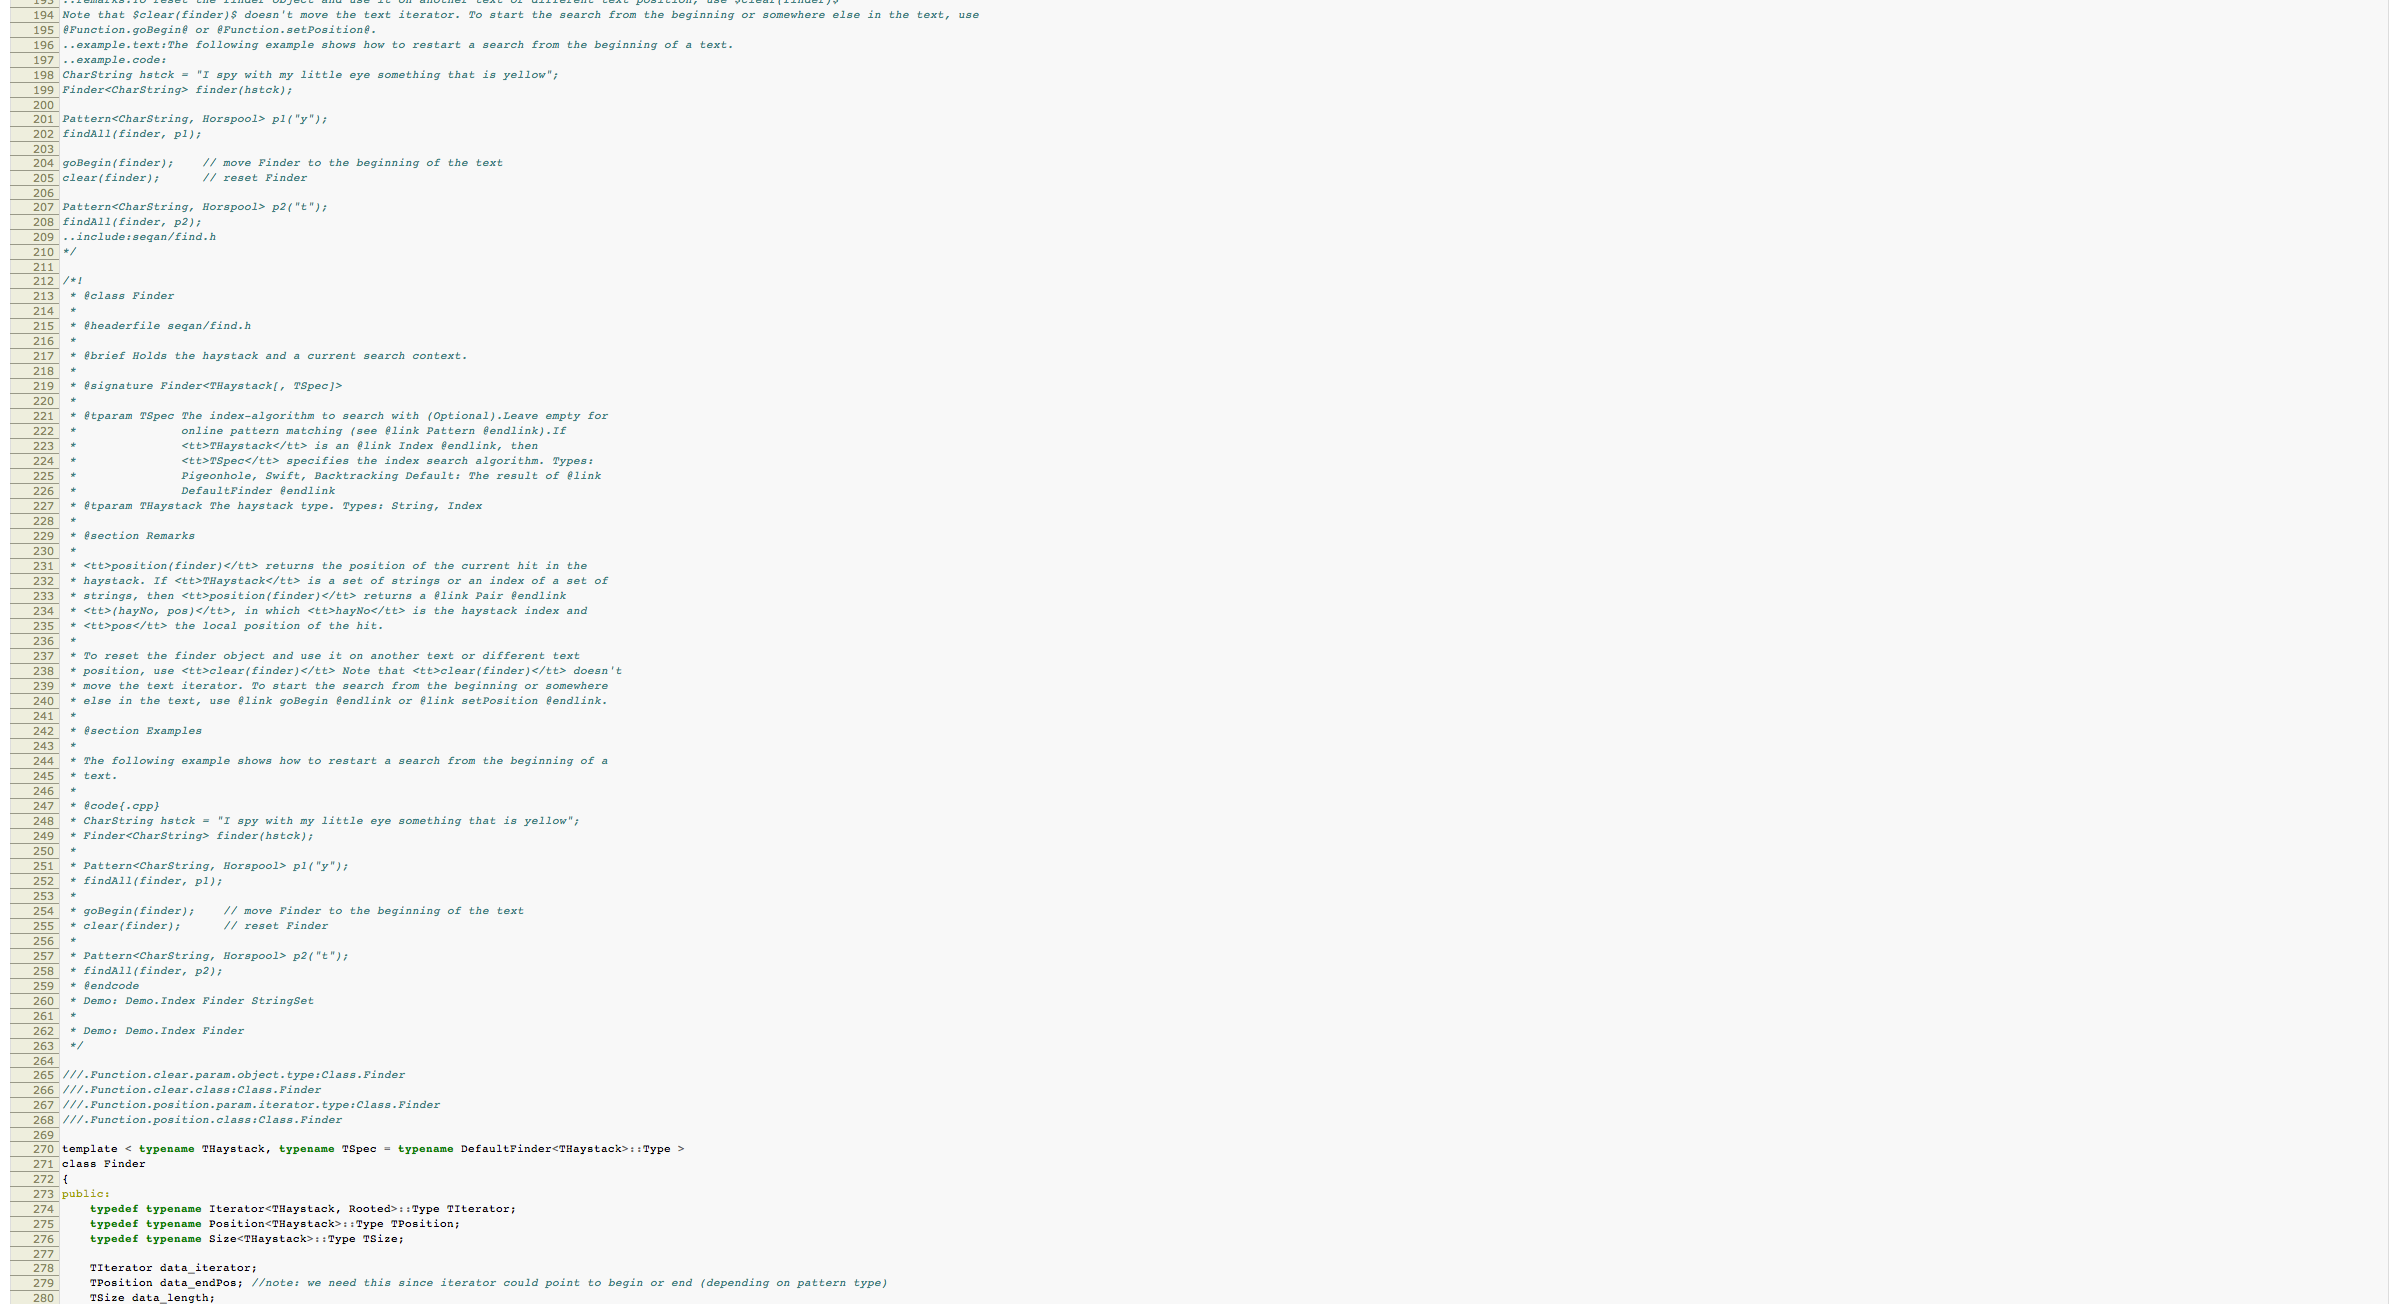 193 ..remarks:To reset the finder object and use it on another text or different text position, use $clear(finder)$
194 Note that $clear(finder)$ doesn't move the text iterator. To start the search from the beginning or somewhere else in the text, use
195 @Function.goBegin@ or @Function.setPosition@.
196 ..example.text:The following example shows how to restart a search from the beginning of a text.
197 ..example.code:
198 CharString hstck = "I spy with my little eye something that is yellow";
199 Finder<CharString> finder(hstck);
200
201 Pattern<CharString, Horspool> p1("y");
202 findAll(finder, p1);
203
204 goBegin(finder);    // move Finder to the beginning of the text
205 clear(finder);      // reset Finder
206
207 Pattern<CharString, Horspool> p2("t");
208 findAll(finder, p2);
209 ..include:seqan/find.h
210 */
211
212 /*!
213  * @class Finder
214  *
215  * @headerfile seqan/find.h
216  *
217  * @brief Holds the haystack and a current search context.
218  *
219  * @signature Finder<THaystack[, TSpec]>
220  *
221  * @tparam TSpec The index-algorithm to search with (Optional).Leave empty for
222  *               online pattern matching (see @link Pattern @endlink).If
223  *               <tt>THaystack</tt> is an @link Index @endlink, then
224  *               <tt>TSpec</tt> specifies the index search algorithm. Types:
225  *               Pigeonhole, Swift, Backtracking Default: The result of @link
226  *               DefaultFinder @endlink
227  * @tparam THaystack The haystack type. Types: String, Index
228  *
229  * @section Remarks
230  *
231  * <tt>position(finder)</tt> returns the position of the current hit in the
232  * haystack. If <tt>THaystack</tt> is a set of strings or an index of a set of
233  * strings, then <tt>position(finder)</tt> returns a @link Pair @endlink
234  * <tt>(hayNo, pos)</tt>, in which <tt>hayNo</tt> is the haystack index and
235  * <tt>pos</tt> the local position of the hit.
236  *
237  * To reset the finder object and use it on another text or different text
238  * position, use <tt>clear(finder)</tt> Note that <tt>clear(finder)</tt> doesn't
239  * move the text iterator. To start the search from the beginning or somewhere
240  * else in the text, use @link goBegin @endlink or @link setPosition @endlink.
241  *
242  * @section Examples
243  *
244  * The following example shows how to restart a search from the beginning of a
245  * text.
246  *
247  * @code{.cpp}
248  * CharString hstck = "I spy with my little eye something that is yellow";
249  * Finder<CharString> finder(hstck);
250  *
251  * Pattern<CharString, Horspool> p1("y");
252  * findAll(finder, p1);
253  *
254  * goBegin(finder);    // move Finder to the beginning of the text
255  * clear(finder);      // reset Finder
256  *
257  * Pattern<CharString, Horspool> p2("t");
258  * findAll(finder, p2);
259  * @endcode
260  * Demo: Demo.Index Finder StringSet
261  *
262  * Demo: Demo.Index Finder
263  */
264
265 ///.Function.clear.param.object.type:Class.Finder
266 ///.Function.clear.class:Class.Finder
267 ///.Function.position.param.iterator.type:Class.Finder
268 ///.Function.position.class:Class.Finder
269
270 template < typename THaystack, typename TSpec = typename DefaultFinder<THaystack>::Type >
271 class Finder
272 {
273 public:
274     typedef typename Iterator<THaystack, Rooted>::Type TIterator;
275     typedef typename Position<THaystack>::Type TPosition;
276     typedef typename Size<THaystack>::Type TSize;
277
278     TIterator data_iterator;
279     TPosition data_endPos; //note: we need this since iterator could point to begin or end (depending on pattern type)
280     TSize data_length;